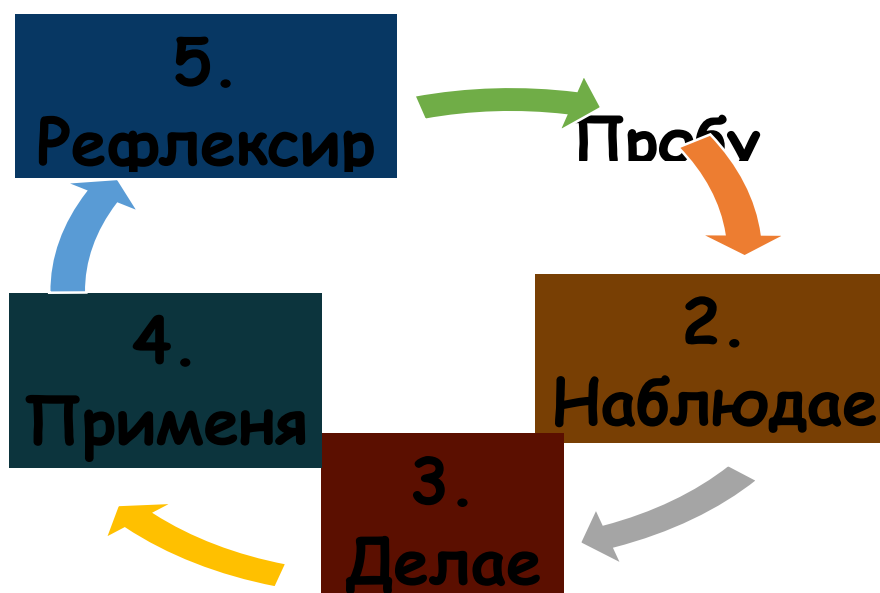 Пробу
2.
Наблюдае
3.
Делае
4.
Применя
5.
Рефлексир